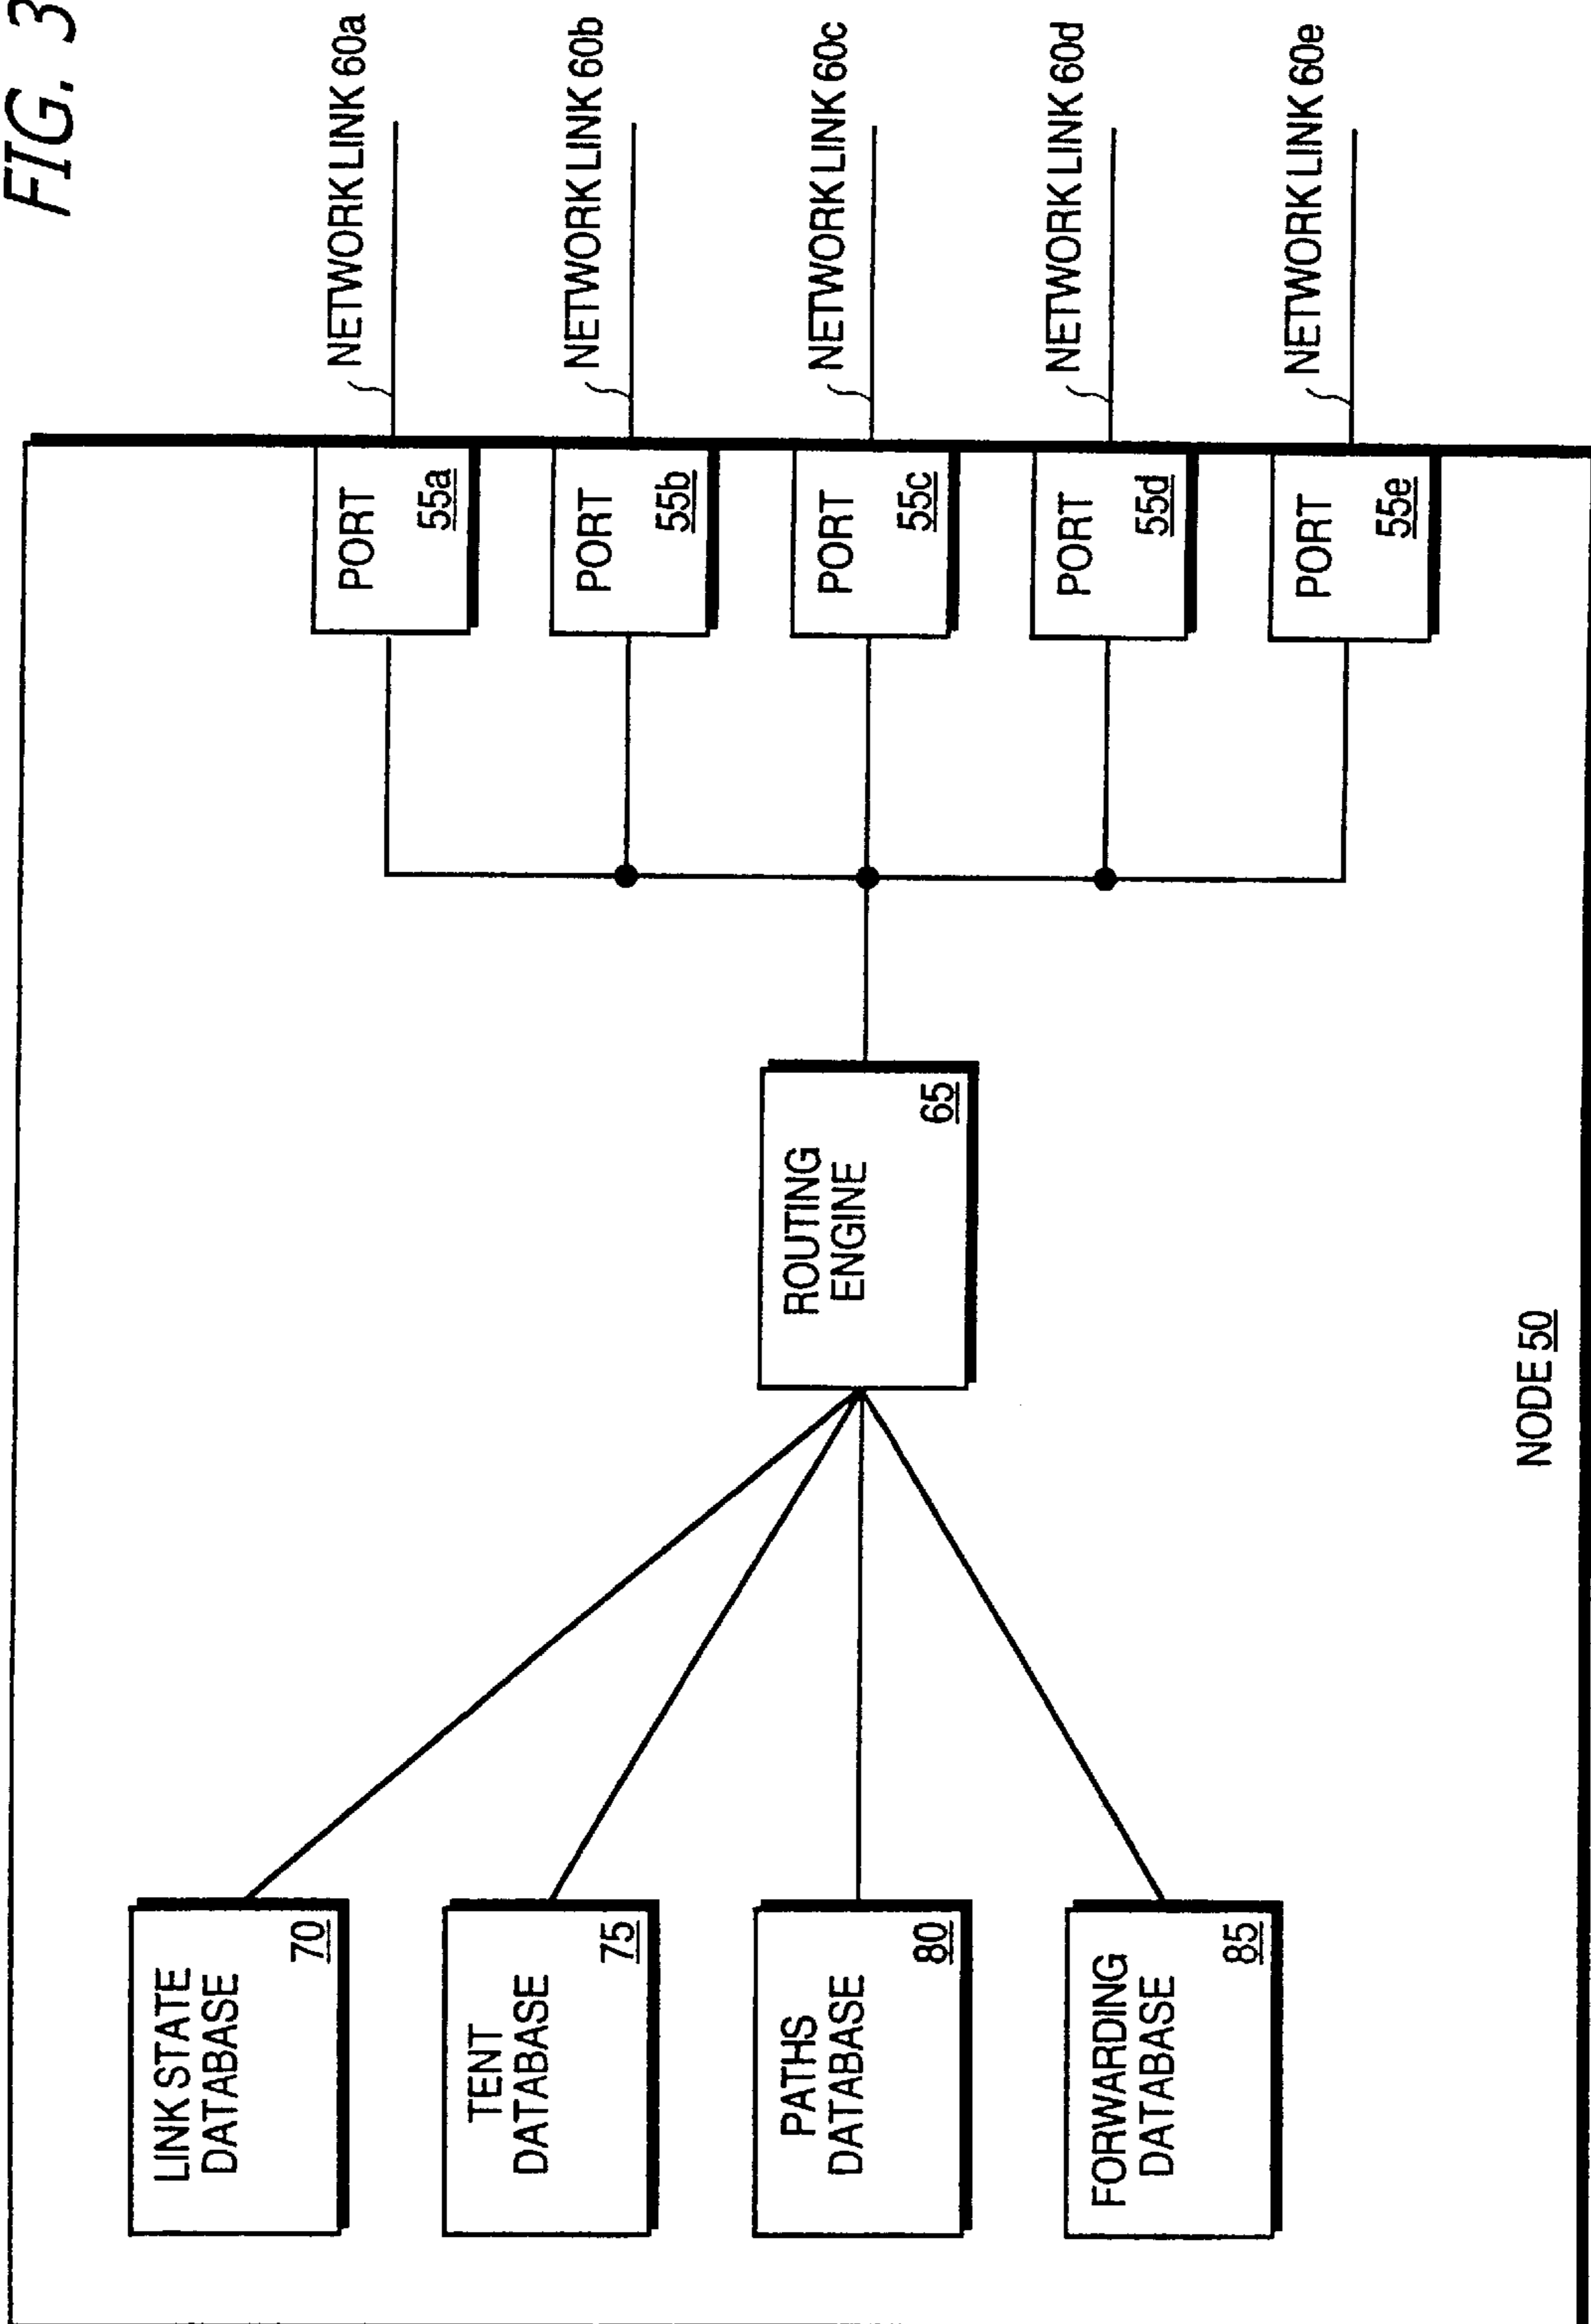 FIG. 3
LINK STATE
DATABASE
70
TENT
DATABASE
75
PATHS
DATABASE
80
FORWARDING
DATABASE
85
ROUTING
ENGINE
65
PORT
55a
PORT
55b
PORT
55c
PORT
55d
PORT
55e
NETWORK LINK 60a
NETWORK LINK 60b
NETWORK LINK 60c
NETWORK LINK 60d
NETWORK LINK 60e
NODE 50